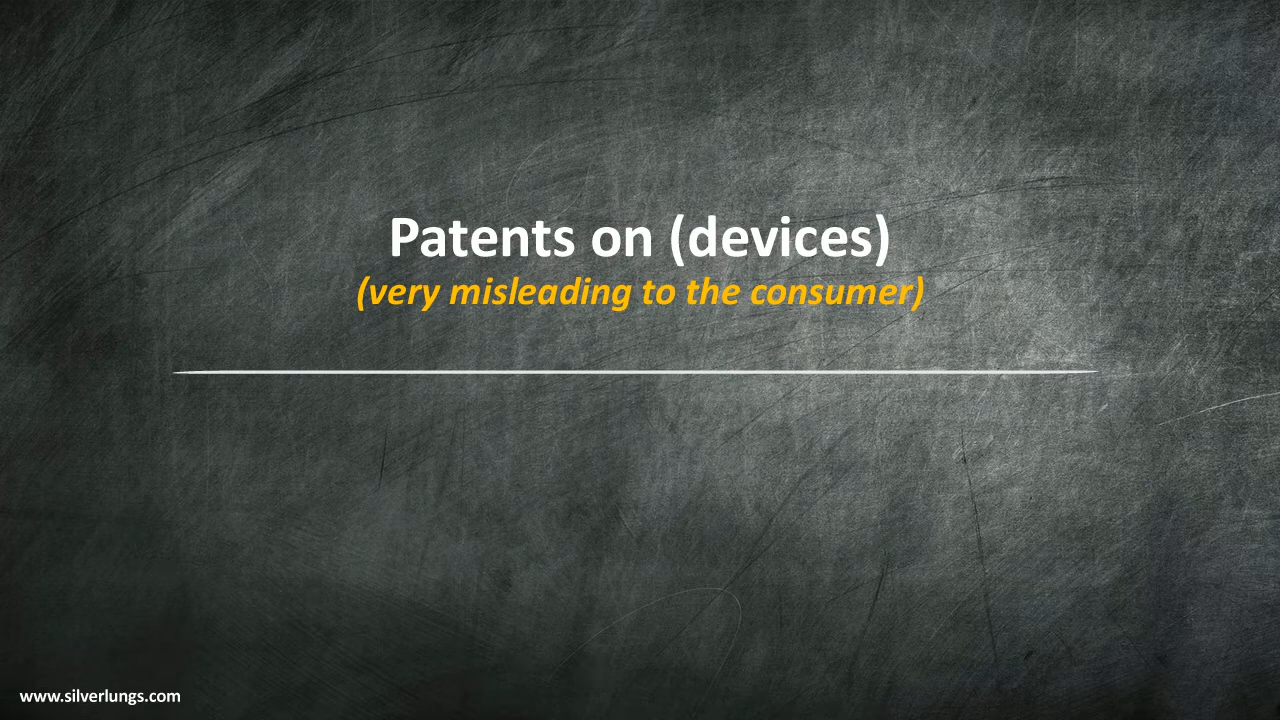 Patents on (devices)
(very misleading to the consumer)
www.silverlungs.com